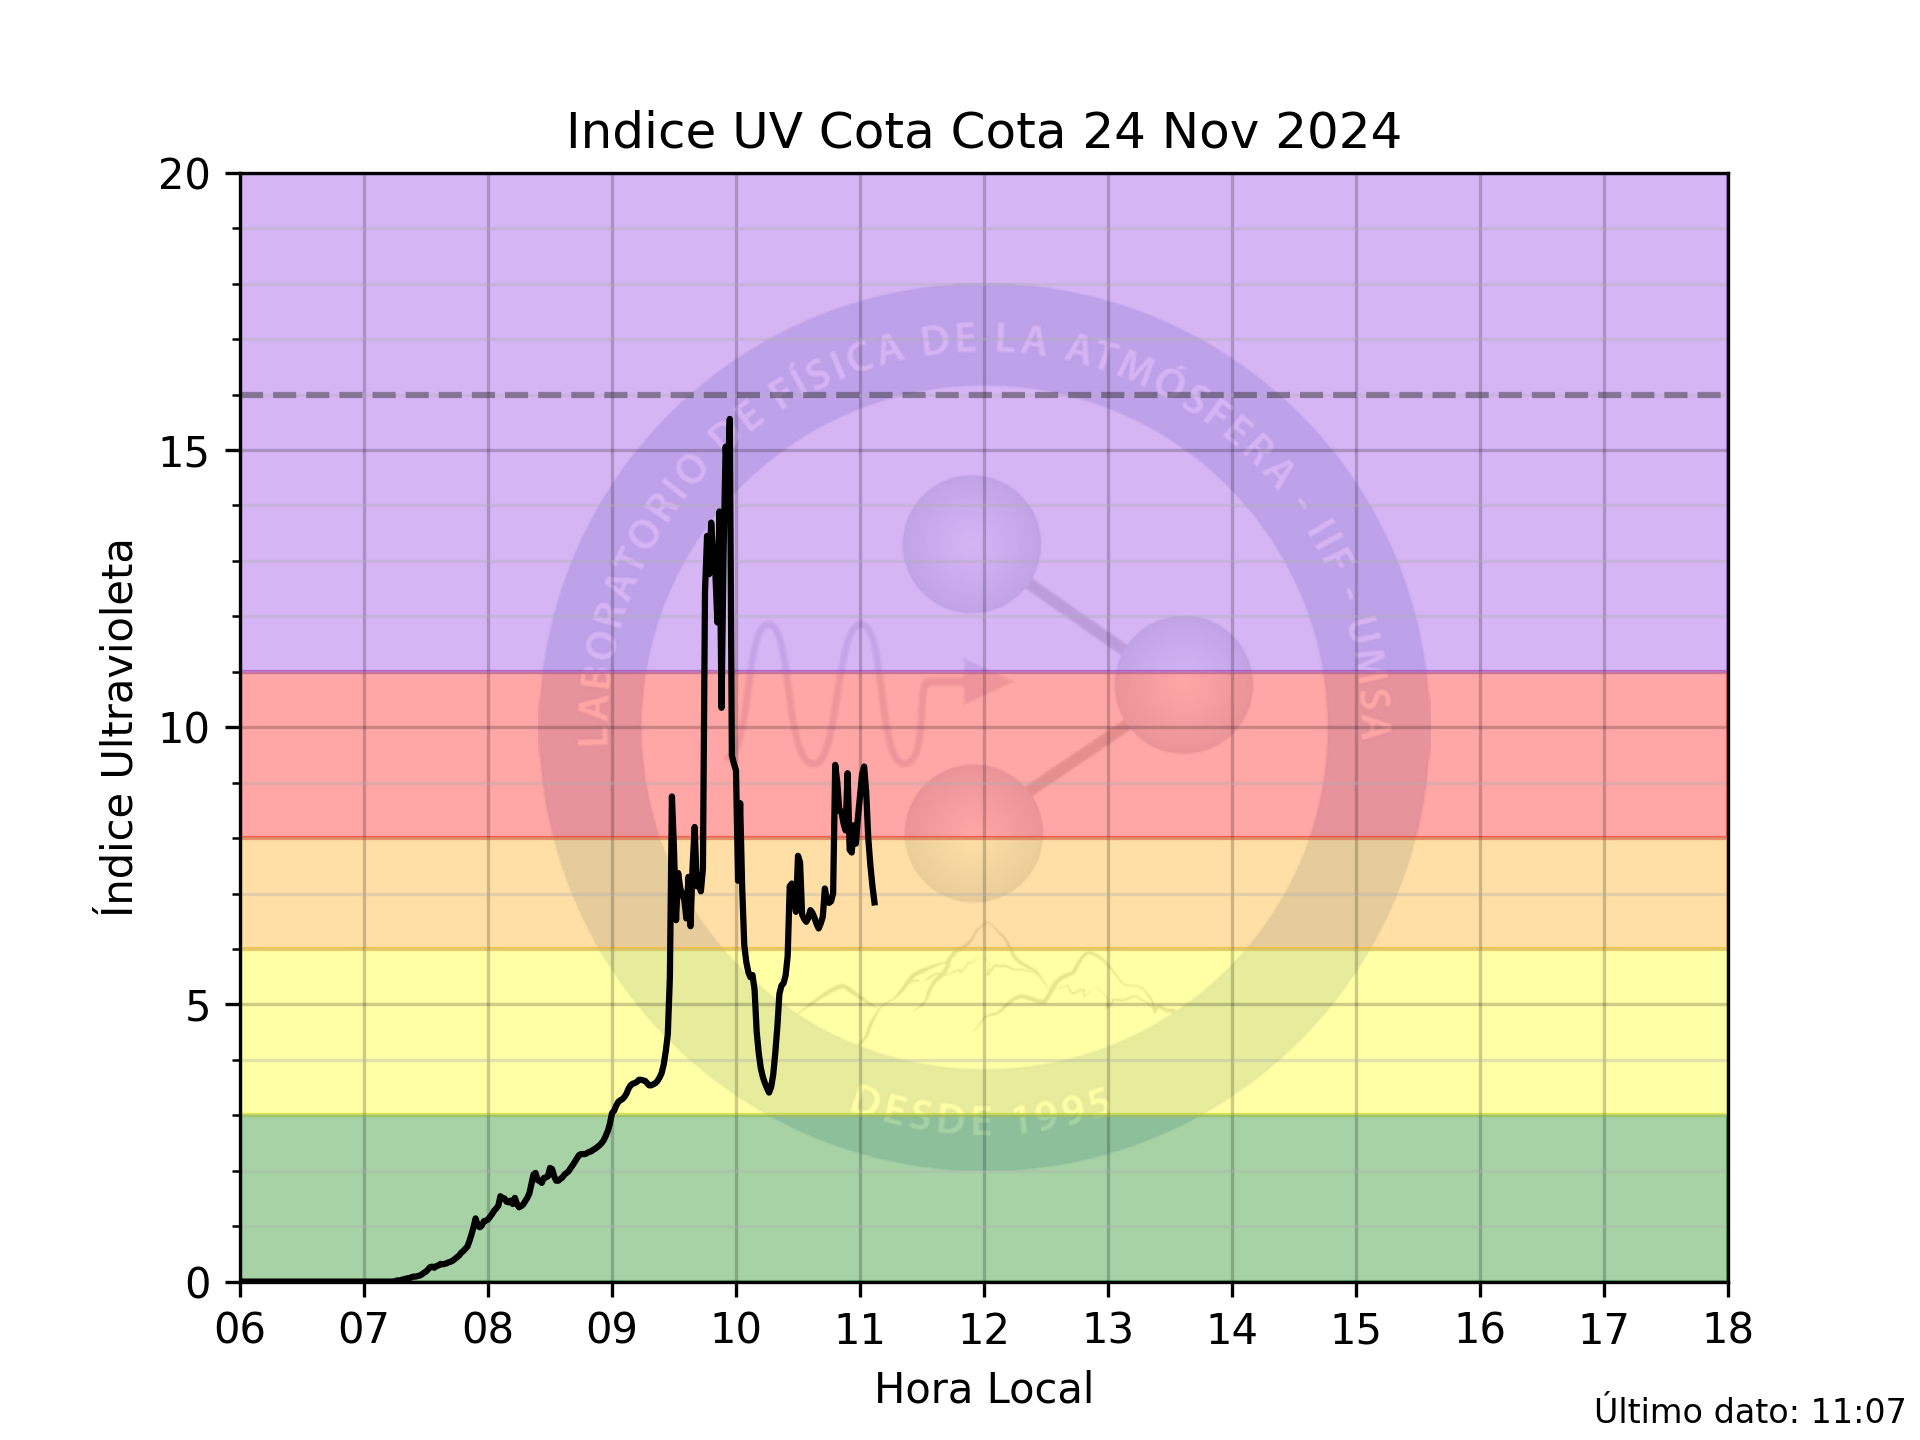 Indice UV Cota Cota 24 Nov 2024
20
15
10
5
0
Índice Ultravioleta
LABORATORIO DE FÍSICA DE LA ATMÓSFERA - IIF - UMSA
DESDE 1995
06 07 08 09 10 11 12 13 14 15 16 17 18
Hora Local
Último dato: 11:07